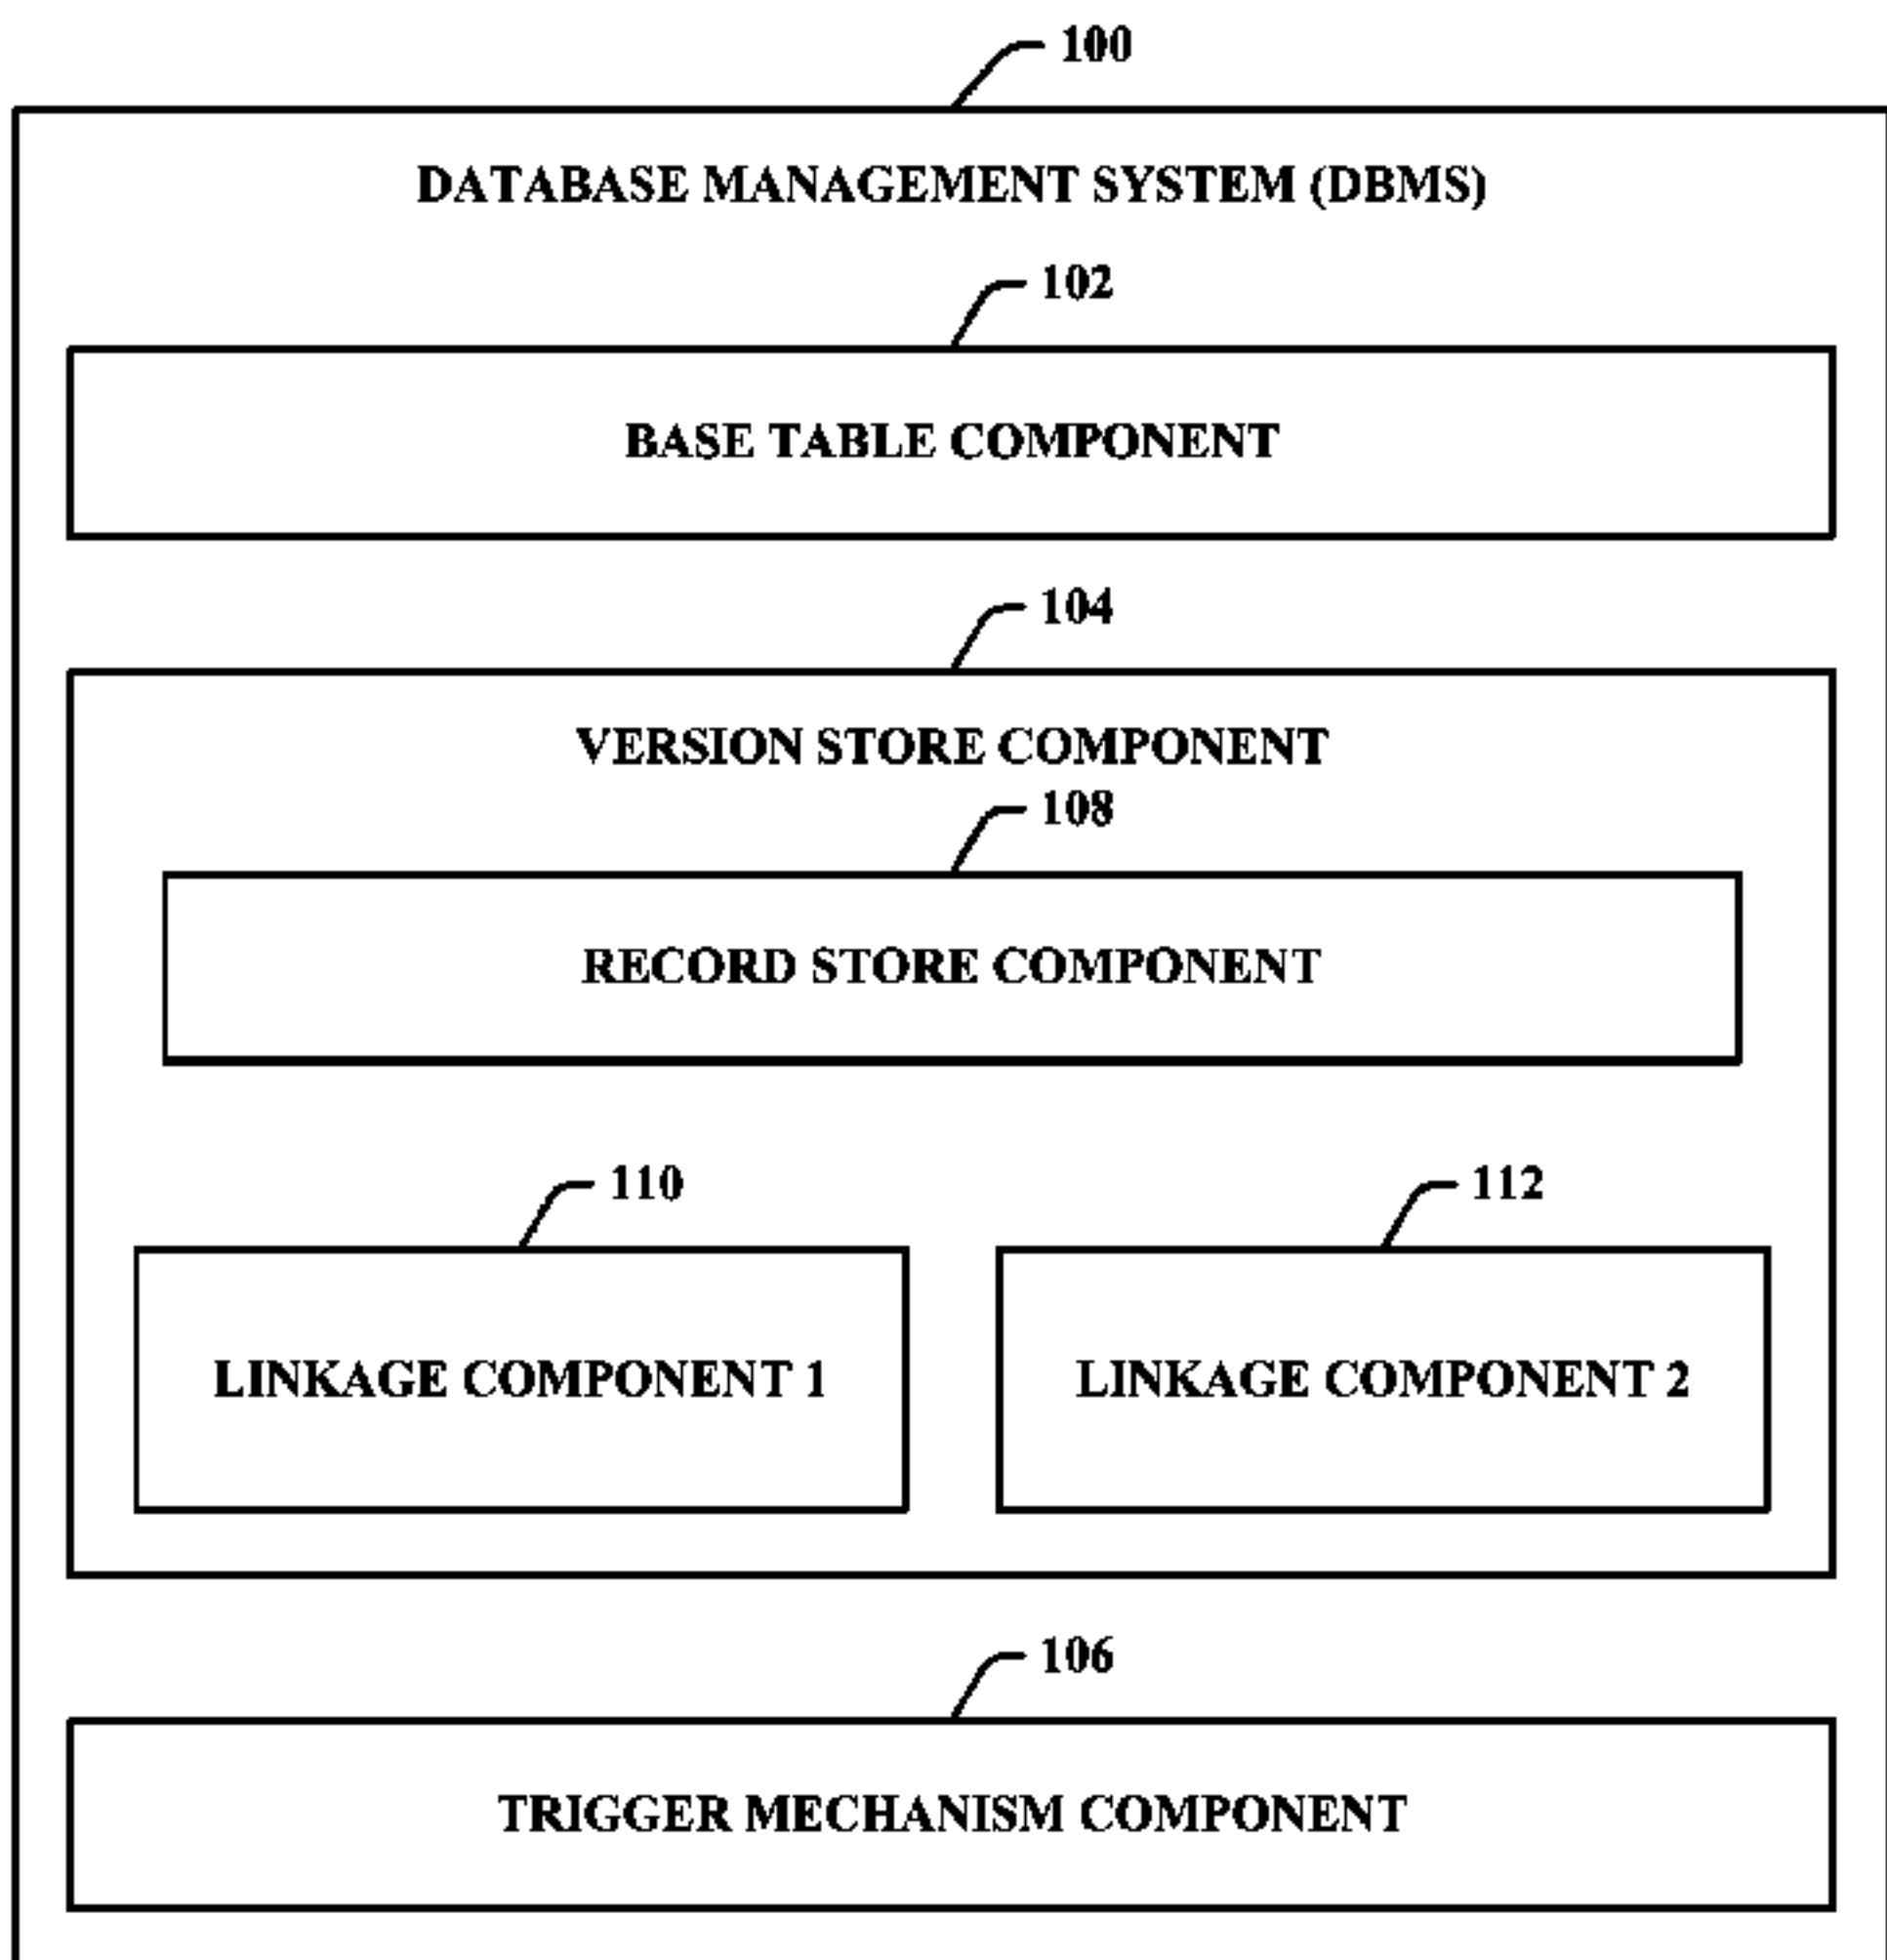 100
DATABASE MANAGEMENT SYSTEM (DBMS)
102
BASE TABLE COMPONENT
104
VERSION STORE COMPONENT
108
RECORD STORE COMPONENT
110
112
LINKAGE COMPONENT 1
LINKAGE COMPONENT 2
106
TRIGGER MECHANISM COMPONENT